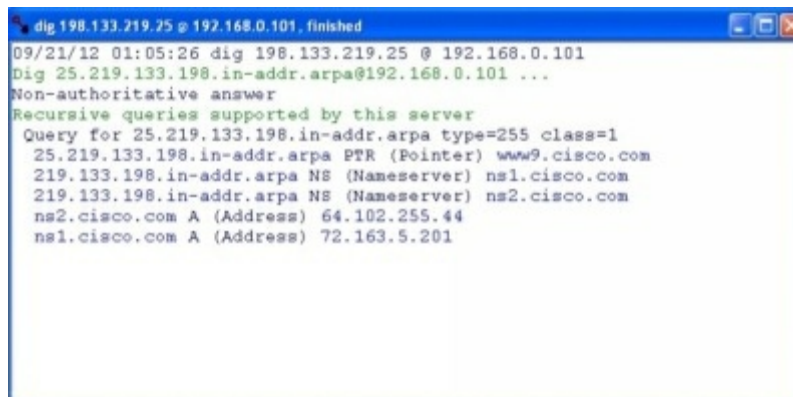 dig 198.133.219.25 @ 192.168.0.101, finished
09/21/12 01:05:26 dig 198.133.219.25 @ 192.168.0.101
Dig 25.219.133.198.in-addr.arpa@192.168.0.101 ...
Non-authoritative answer
Recursive queries supported by this server
Query for 25.219.133.198.in-addr.arpa type=255 class=1
25.219.133.198.in-addr.arpa PTR (Pointer) www9.cisco.com
219.133.198.in-addr.arpa NS (Nameserver) ns1.cisco.com
219.133.198.in-addr.arpa NS (Nameserver) ns2.cisco.com
ns2.cisco.com A (Address) 64.102.255.44
ns1.cisco.com A (Address) 72.163.5.201